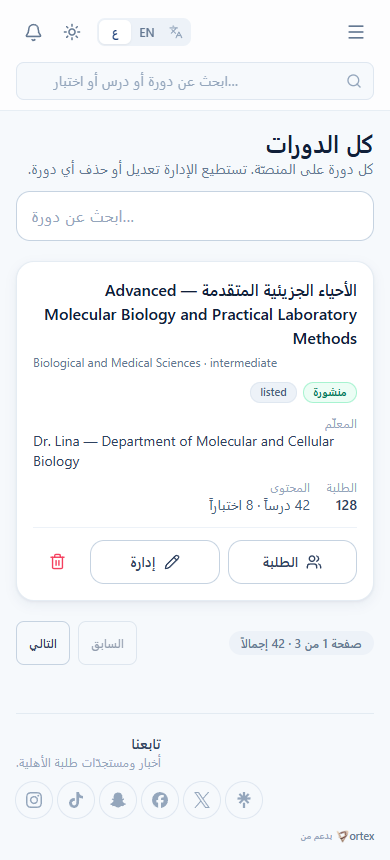 EN
ع
ابحث عن دورة أو درس أو اختبار...
كل الدورات
كل دورة على المنصّة. تستطيع الإدارة تعديل أو حذف أي دورة.
ابحث عن دورة...
الأحياء الجزيئية المتقدمة — Advanced
Molecular Biology and Practical Laboratory
Methods
Biological and Medical Sciences · intermediate
منشورة
listed
المعلّم
Dr. Lina — Department of Molecular and Cellular
Biology
الطلبة
المحتوى
128
42 درساً · 8 اختباراً
الطلبة
إدارة
صفحة 1 من 3 · 42 إجمالاً
السابق
التالي
تابعنا
أخبار ومستجدّات طلبة الأهلية.
بدعم من ortex